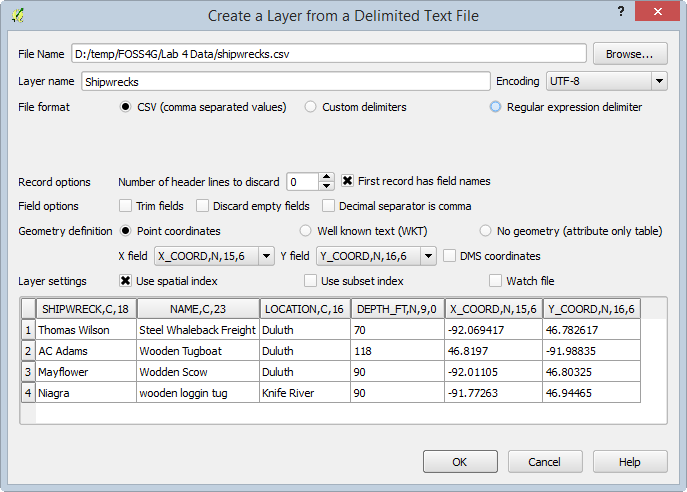 Create a Layer from a Delimited Text File
?
File Name D:/temp/FOSS4G/Lab 4 Data/shipwrecks.csv Browse...
Layer name Shipwrecks Encoding UTF-8
File format CSV (comma separated values) Custom delimiters Regular expression delimiter
Record options Number of header lines to discard 0 First record has field names
Field options Trim fields Discard empty fields Decimal separator is comma
Geometry definition Point coordinates Well known text (WKT) No geometry (attribute only table)
X field X_COORD,N,15,6 Y field Y_COORD,N,16,6 DMS coordinates
Layer settings Use spatial index Use subset index Watch file
SHIPWRECK,C,18 NAME,C,23 LOCATION,C,16 DEPTH_FT,N,9,0 X_COORD,N,15,6 Y_COORD,N,16,6
1 Thomas Wilson Steel Whaleback Freight Duluth 70 -92.069417 46.782617
2 AC Adams Wooden Tugboat Duluth 118 46.8197 -91.98835
3 Mayflower Wodden Scow Duluth 90 -92.01105 46.80325
4 Niagra wooden loggin tug Knife River 90 -91.77263 46.94465
OK Cancel Help